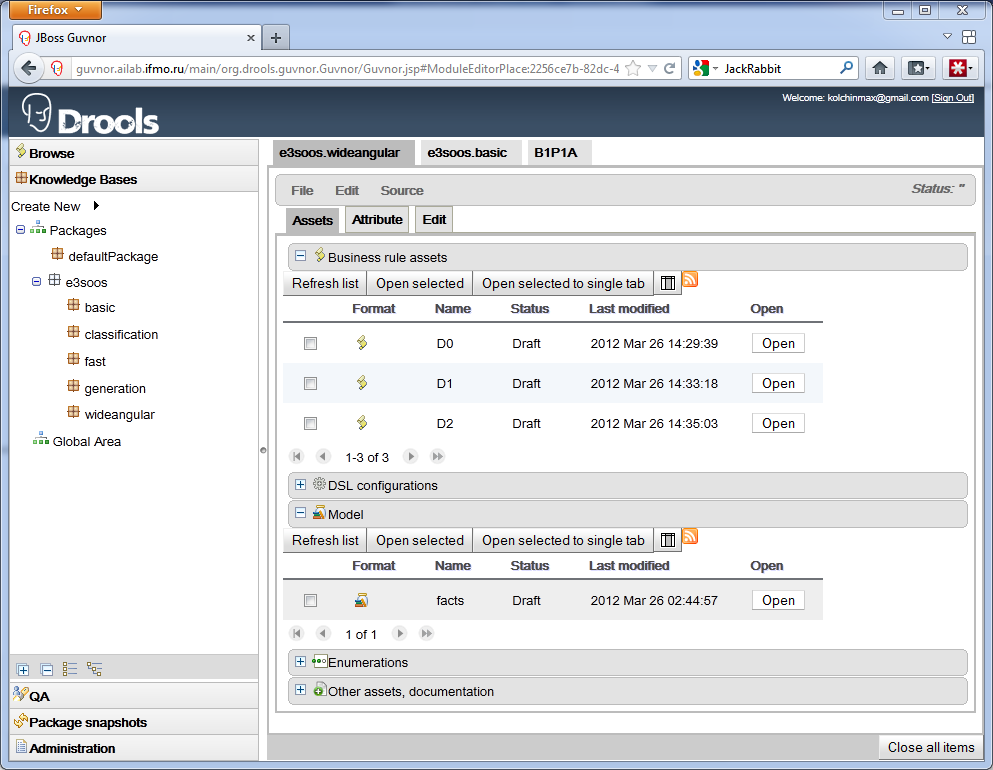 Firefox
JBoss Guvnor
guvnor.ailab.ifmo.ru/main/org.drools.guvnor.Guvnor/Guvnor.jsp#ModuleEditorPlace:2256ce7b-82dc-4
JackRabbit
Welcome: kolchinmax@gmail.com [Sign Out]
Drools
Browse
Knowledge Bases
Create New
Packages
defaultPackage
e3soos
basic
classification
fast
generation
wideangular
Global Area
QA
Package snapshots
Administration
e3soos.wideangular e3soos.basic B1P1A
File Edit Source Status: ''
Assets Attribute Edit
Business rule assets
Refresh list Open selected Open selected to single tab
Format Name Status Last modified Open
D0 Draft 2012 Mar 26 14:29:39 Open
D1 Draft 2012 Mar 26 14:33:18 Open
D2 Draft 2012 Mar 26 14:35:03 Open
1-3 of 3
DSL configurations
Model
Refresh list Open selected Open selected to single tab
Format Name Status Last modified Open
facts Draft 2012 Mar 26 02:44:57 Open
1 of 1
Enumerations
Other assets, documentation
Close all items